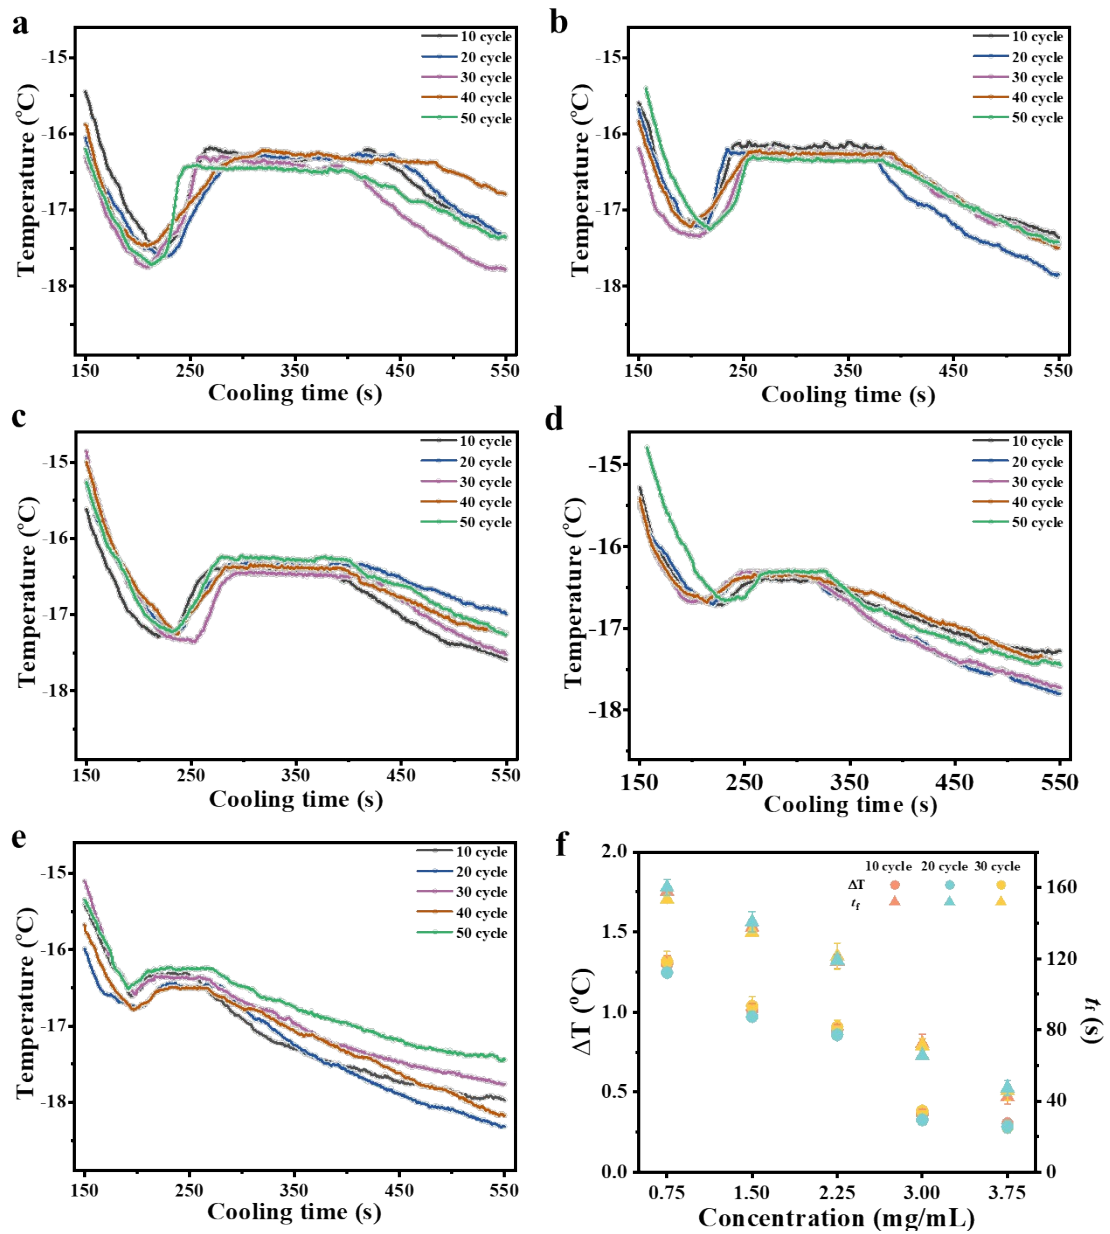 a
Temperature (°C)
-15
-16
-17
-18
150
250
350
450
550
Cooling time (s)
10 cycle
20 cycle
30 cycle
40 cycle
50 cycle
b
Temperature (°C)
-15
-16
-17
-18
150
250
350
450
550
Cooling time (s)
10 cycle
20 cycle
30 cycle
40 cycle
50 cycle
c
Temperature (°C)
-15
-16
-17
-18
150
250
350
450
550
Cooling time (s)
10 cycle
20 cycle
30 cycle
40 cycle
50 cycle
d
Temperature (°C)
-15
-16
-17
-18
150
250
350
450
550
Cooling time (s)
10 cycle
20 cycle
30 cycle
40 cycle
50 cycle
e
Temperature (°C)
-15
-16
-17
-18
150
250
350
450
550
Cooling time (s)
10 cycle
20 cycle
30 cycle
40 cycle
50 cycle
f
ΔT (°C)
2.0
1.5
1.0
0.5
0.0
10 cycle 20 cycle 30 cycle
ΔT
tf
160
120
80
40
0
tf (s)
0.75
1.50
2.25
3.00
3.75
Concentration (mg/mL)